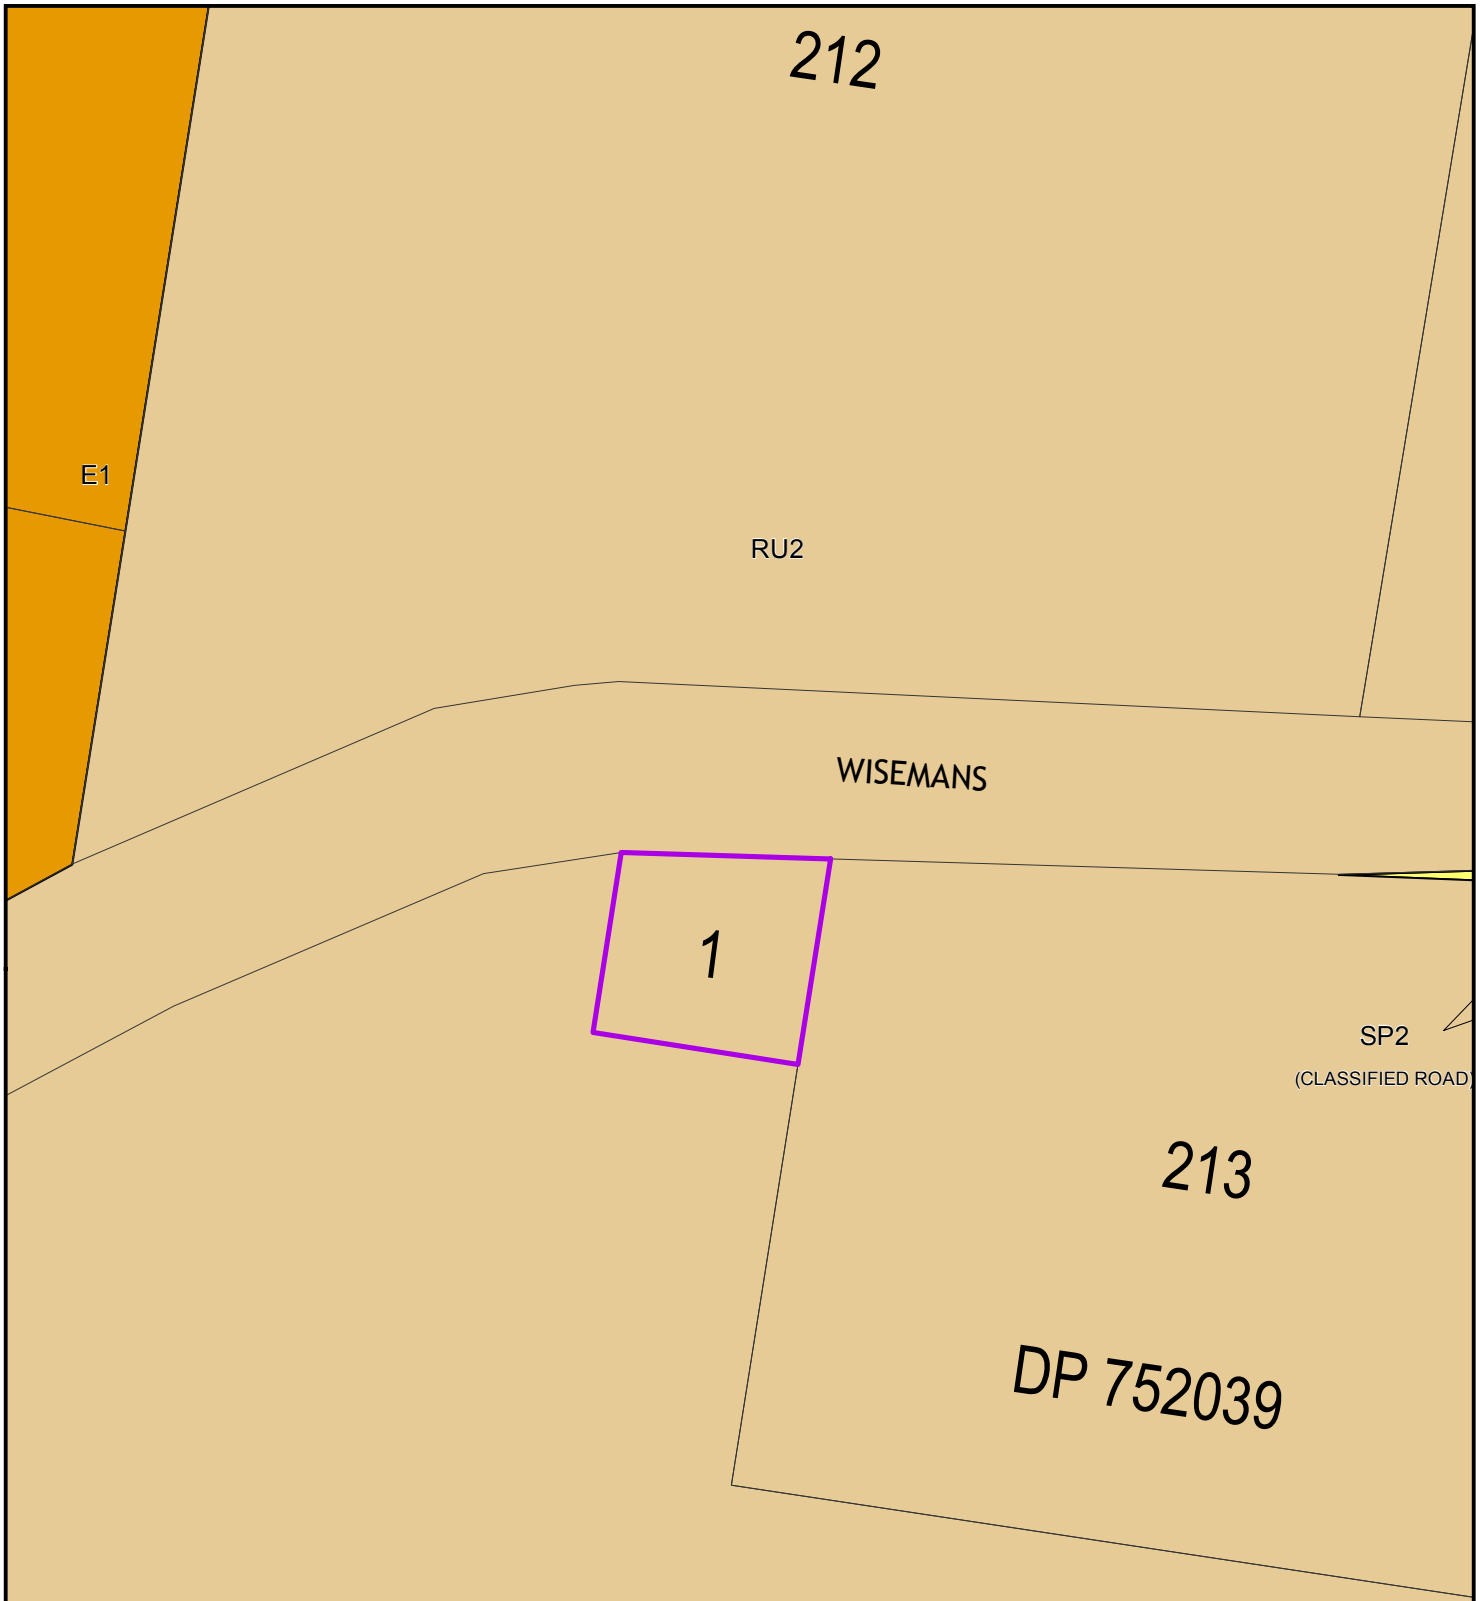 212
E1
RU2
WISEMANS
1
SP2
(CLASSIFIED ROAD)
213
DP 752039